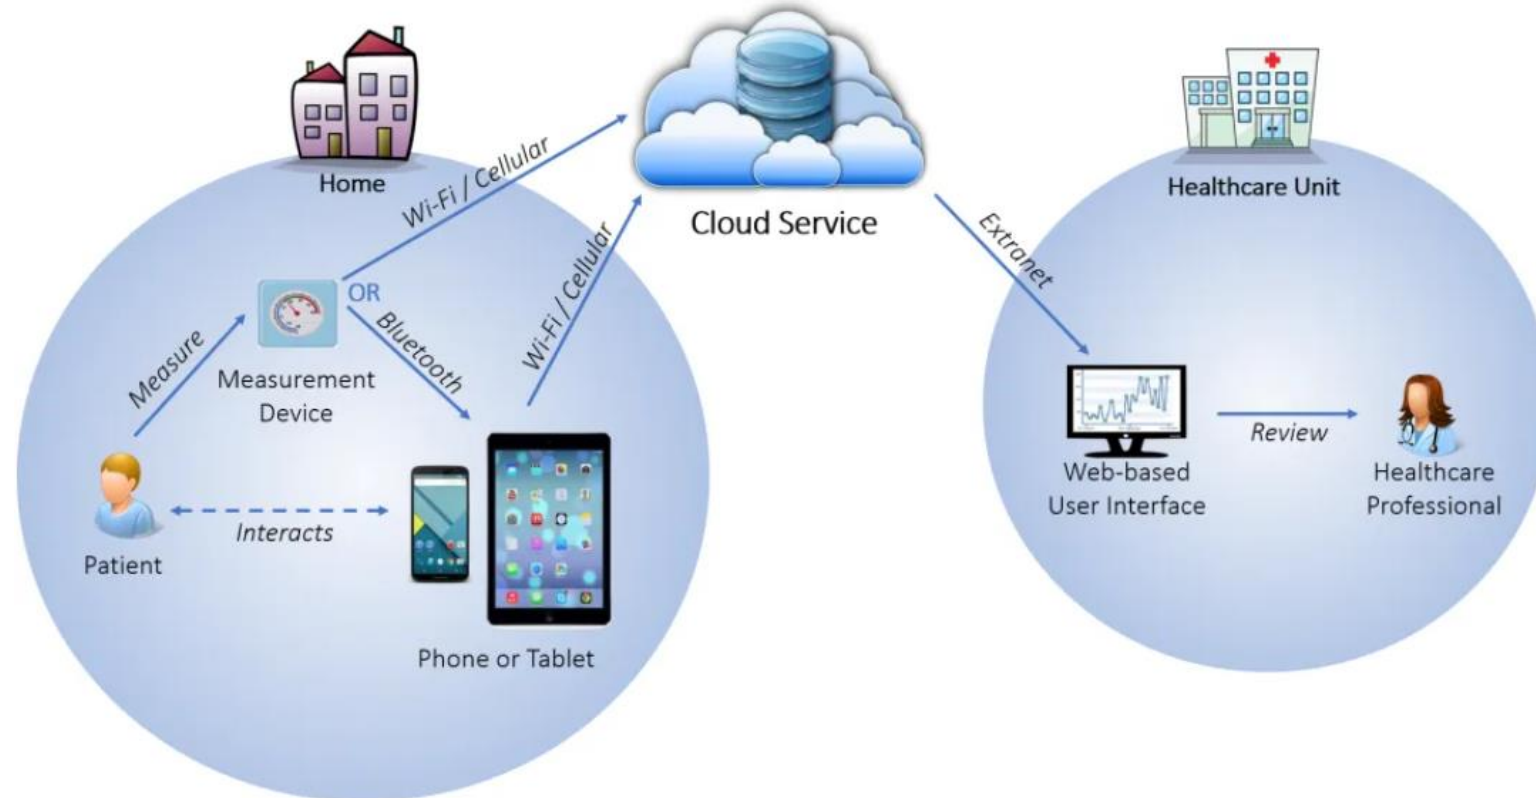 Home
Cloud Service
Healthcare Unit
Wi-Fi / Cellular
Wi-Fi / Cellular
Extranet
OR
Bluetooth
Measure
Measurement
Device
Interacts
Patient
Phone or Tablet
Web-based
User Interface
Review
Healthcare
Professional